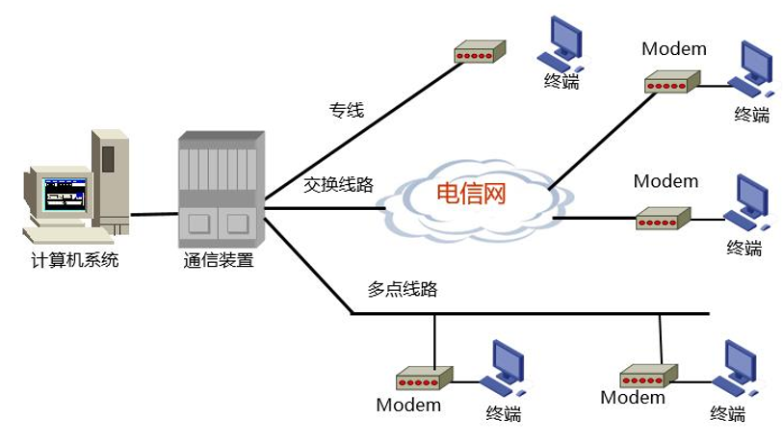 Modem
终端
终端
专线
交换线路
电信网
Modem
终端
计算机系统
通信装置
多点线路
Modem
终端
Modem
终端